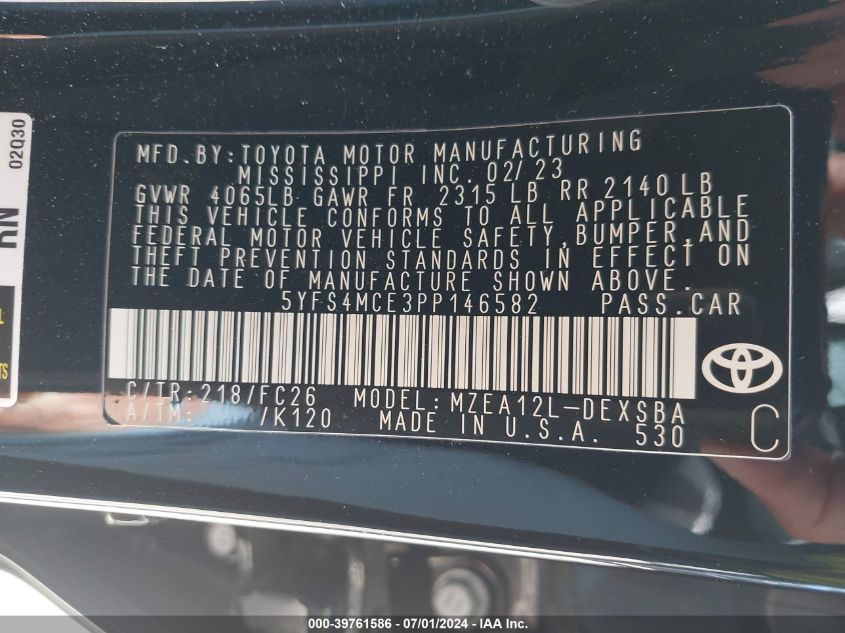 MFD.BY:TOYOTA MOTOR MANUFACTURING
MISSISSIPPI INC. 02/23
GVWR 4065LB GAWR FR 2315 LB RR 2140 LB
THIS VEHICLE CONFORMS TO ALL APPLICABLE
FEDERAL MOTOR VEHICLE SAFETY,BUMPER,AND
THEFT PREVENTION STANDARDS IN EFFECT ON
THE DATE OF MANUFACTURE SHOWN ABOVE.
5YFS4MCE3PP146582 PASS.CAR
C/TR:218/FC26 MODEL:MZEA12L-DEXSBA
A/TM: /K120 MADE IN U.S.A. 530
C
02Q30
000-39761586 - 07/01/2024 - IAAI.com